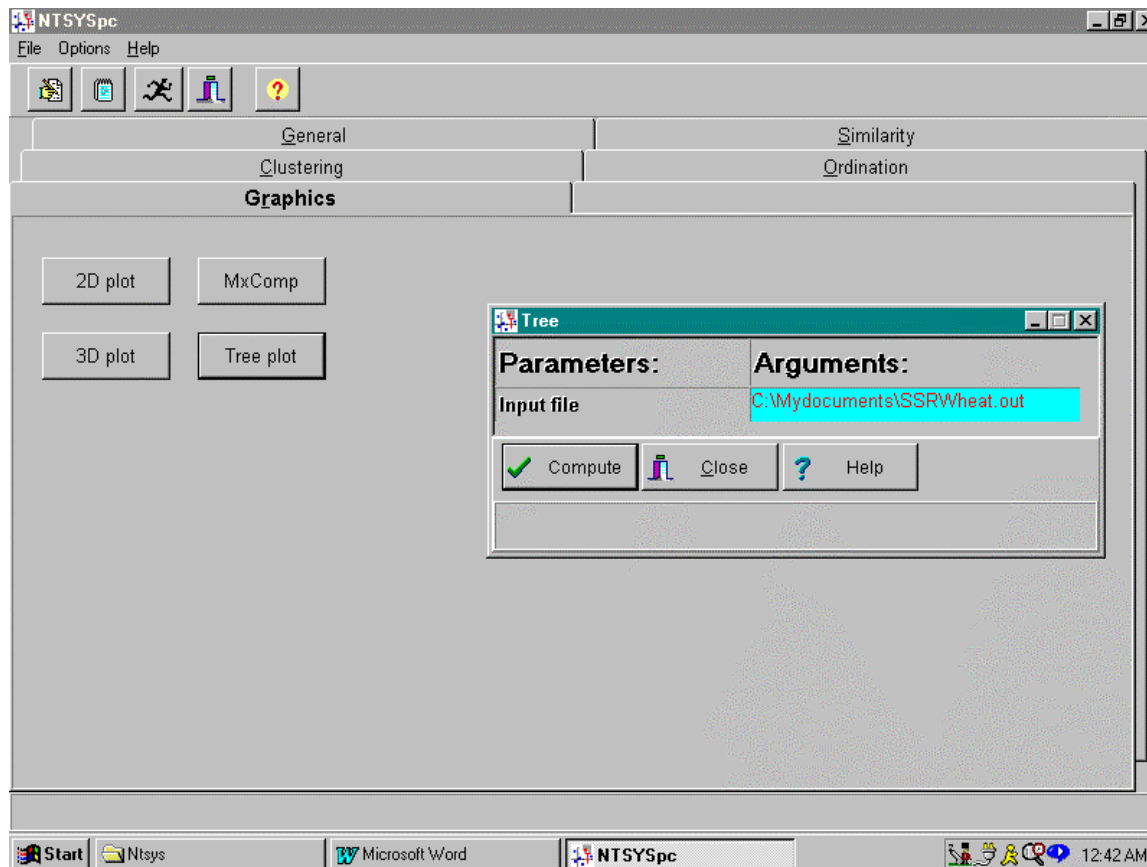 NTSYSpc
File Options Help
General Similarity
Clustering Ordination
Graphics
2D plot MxComp
3D plot Tree plot
Tree
Parameters: Arguments:
Input file C:\Mydocuments\SSRWheat.out
Compute Close Help
Start Ntsys Microsoft Word NTSYSpc 12:42 AM